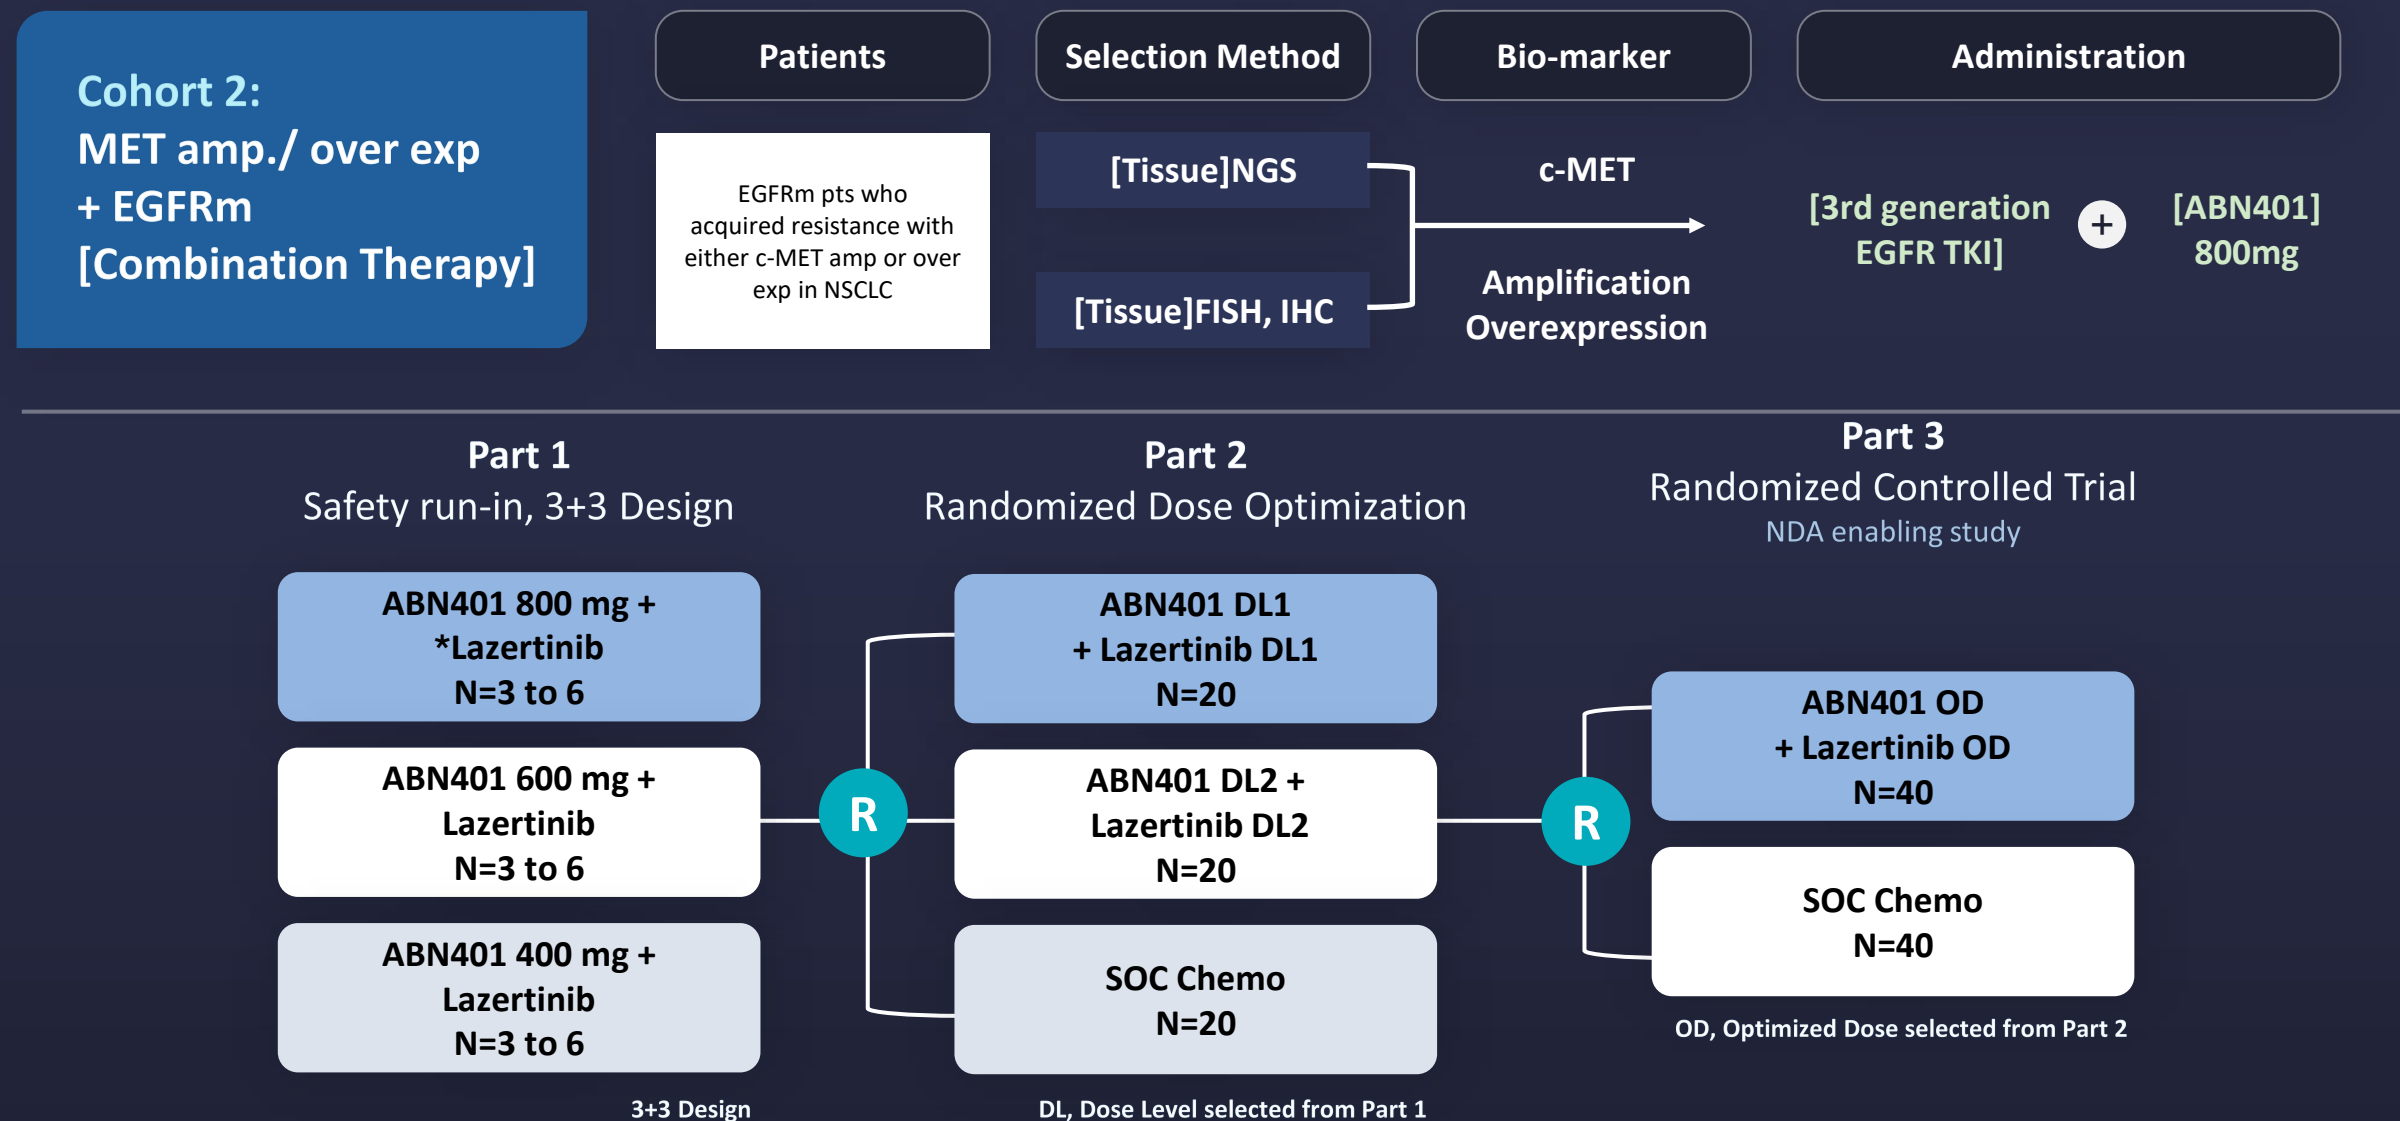 Cohort 2:
MET amp./ over exp
+ EGFRm
[Combination Therapy]
Patients
Selection Method
Bio-marker
Administration
EGFRm pts who
acquired resistance with
either c-MET amp or over
exp in NSCLC
[Tissue]NGS
[Tissue]FISH, IHC
c-MET
Amplification
Overexpression
[3rd generation
EGFR TKI]
+
[ABN401]
800mg
Part 1
Safety run-in, 3+3 Design
ABN401 800 mg +
*Lazertinib
N=3 to 6
ABN401 600 mg +
Lazertinib
N=3 to 6
ABN401 400 mg +
Lazertinib
N=3 to 6
3+3 Design
R
Part 2
Randomized Dose Optimization
ABN401 DL1
+ Lazertinib DL1
N=20
ABN401 DL2 +
Lazertinib DL2
N=20
SOC Chemo
N=20
DL, Dose Level selected from Part 1
R
Part 3
Randomized Controlled Trial
NDA enabling study
ABN401 OD
+ Lazertinib OD
N=40
SOC Chemo
N=40
OD, Optimized Dose selected from Part 2